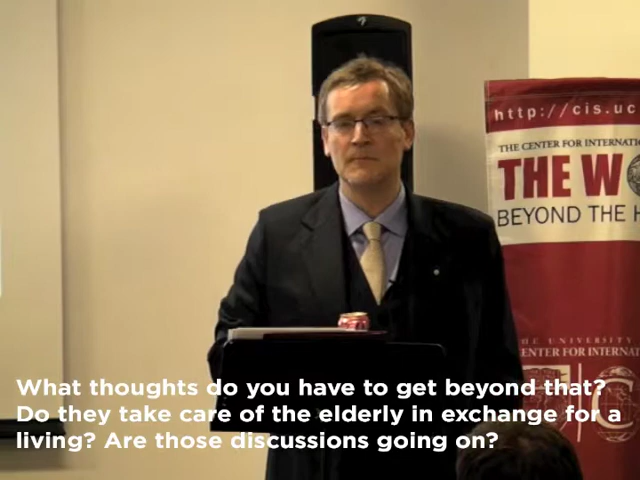 http://cis.uc
THE CENTER FOR INTERNATIO
THE W
BEYOND THE H
THE UNIVERSITY
CENTER FOR INTERNAT
What thoughts do you have to get beyond that?
Do they take care of the elderly in exchange for a
living? Are those discussions going on?